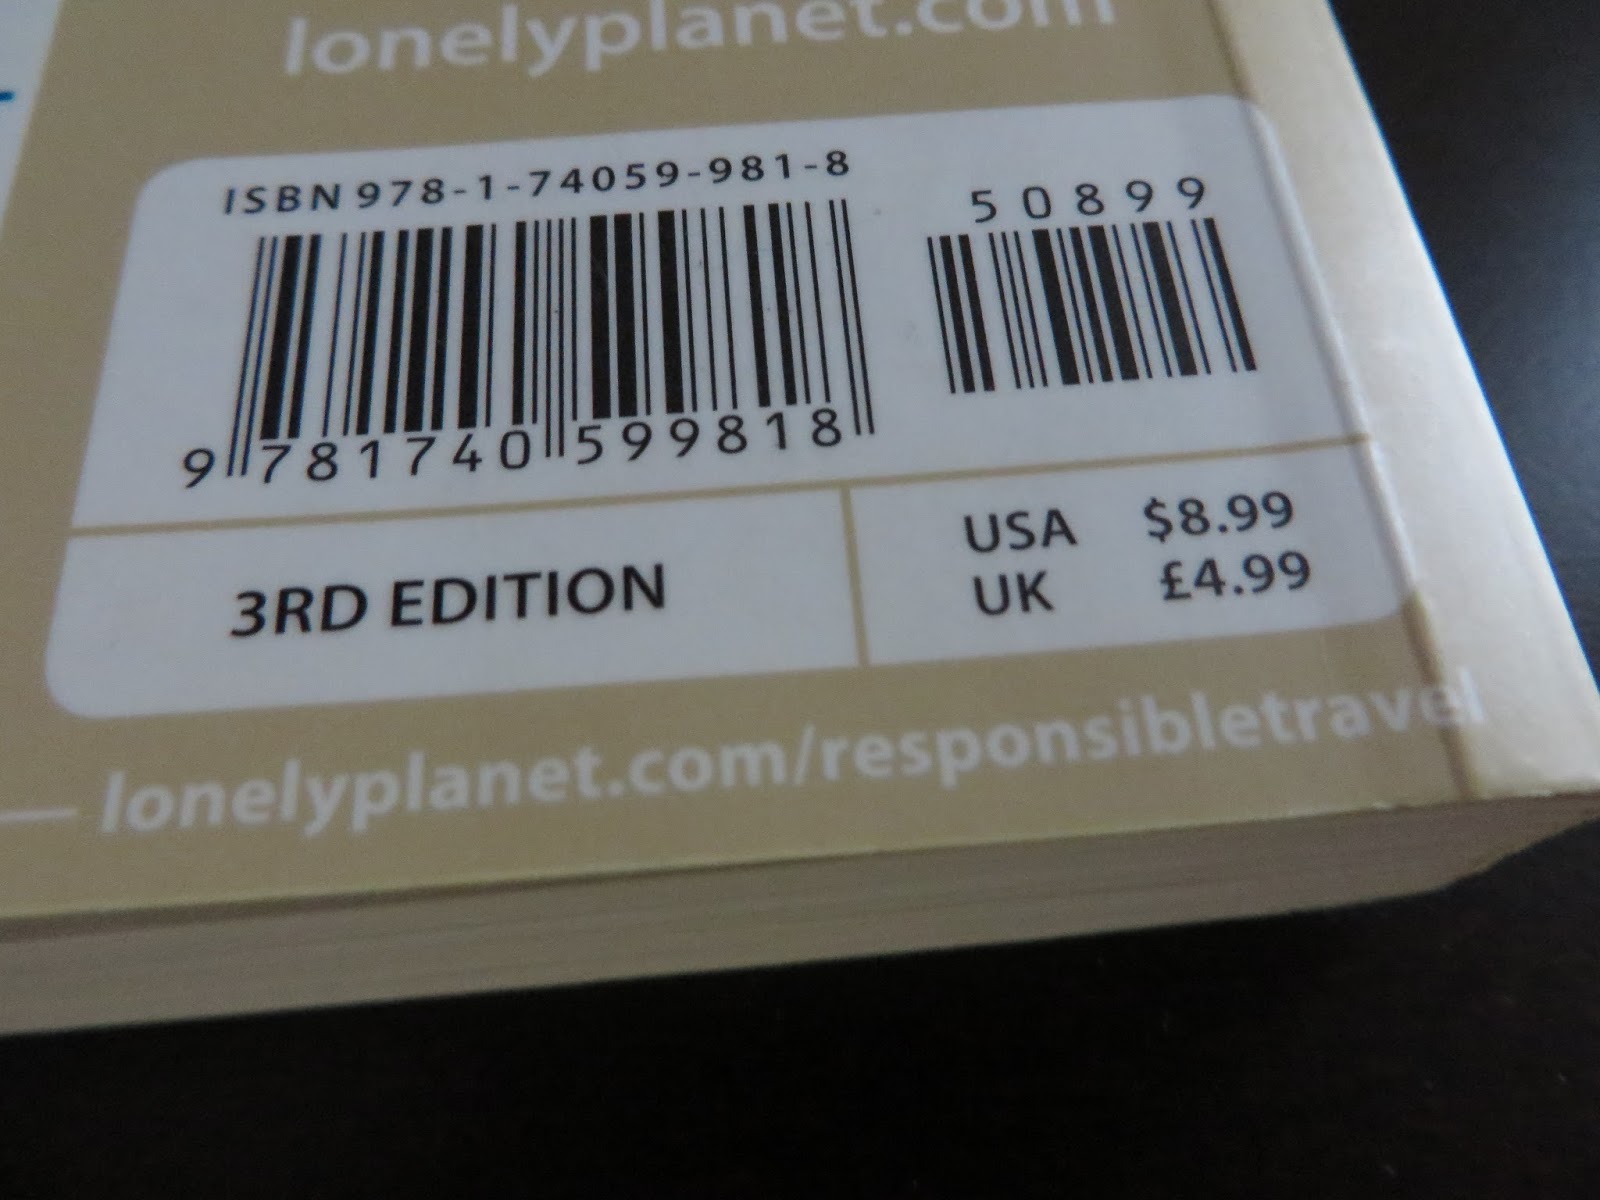 lonelyplanet.com
ISBN 978-1-74059-981-8
50899
9 781740 599818
3RD EDITION
USA $8.99
UK £4.99
lonelyplanet.com/responsibletravel